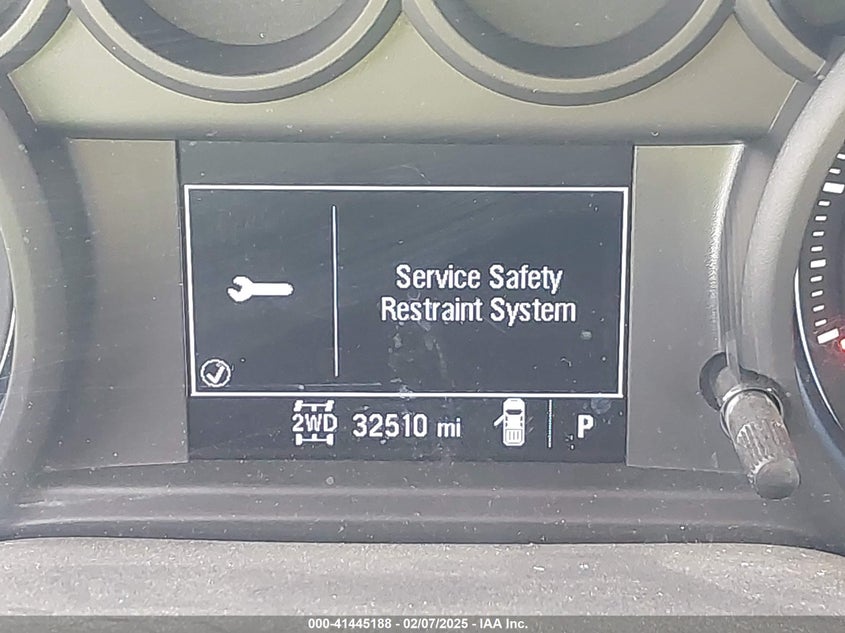 Service Safety
Restraint System
2WD 32510 mi P
000-41445188 - 02/07/2025 - IAA Inc.